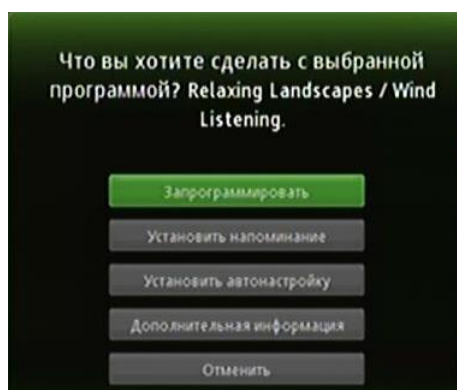 Что вы хотите сделать с выбранной
программой? Relaxing Landscapes / Wind
Listening.
Запрограммировать
Установить напоминание
Установить автонастройку
Дополнительная информация
Отменить